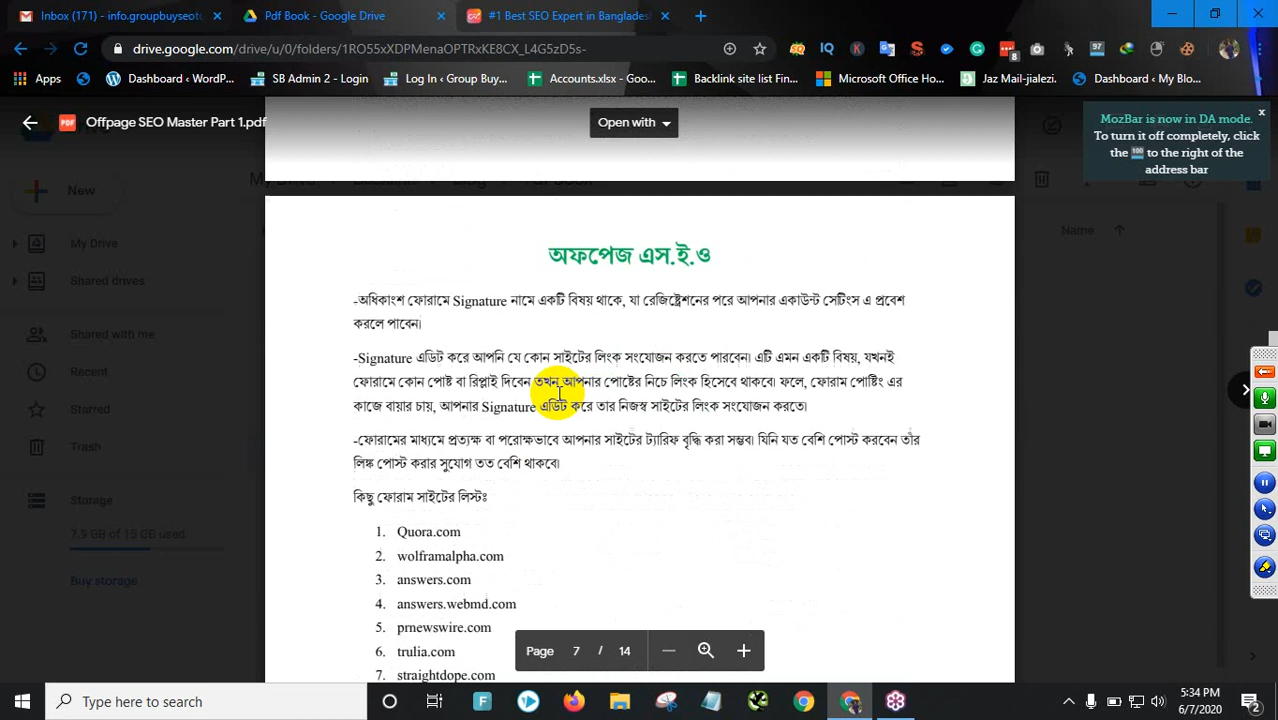 Inbox (171) - info.groupbuyseot
Pdf Book - Google Drive
#1 Best SEO Expert in Bangladesh
drive.google.com/drive/u/0/folders/1RO55xXDPMenaOPTRxKE8CX_L4G5zD5s-
Apps
Dashboard ‹ WordP...
SB Admin 2 - Login
Log In ‹ Group Buy...
Accounts.xlsx - Goo...
Backlink site list Fin...
Microsoft Office Ho...
Jaz Mail-jialezi.
Dashboard ‹ My Blo...
Offpage SEO Master Part 1.pdf
Open with
MozBar is now in DA mode.
To turn it off completely, click
the 100 to the right of the
address bar
New
My Drive
Shared drives
Shared with me
Recent
Starred
Trash
Storage
7.9 GB of 15 GB used
Buy storage
Name
অফপেজ এস.ই.ও
-অধিকাংশ ফোরামে Signature নামে একটি বিষয় থাকে, যা রেজিষ্ট্রেশনের পরে আপনার একাউন্ট সেটিংস এ প্রবেশ
করলে পাবেন।
-Signature এডিট করে আপনি যে কোন সাইটের লিংক সংযোজন করতে পারবেন। এটি এমন একটি বিষয়, যখনই
ফোরামে কোন পোষ্ট বা রিপ্লাই দিবেন তখন আপনার পোষ্টের নিচে লিংক হিসেবে থাকবে। ফলে, ফোরাম পোষ্টিং এর
কাজে বায়ার চায়, আপনার Signature এডিট করে তার নিজস্ব সাইটের লিংক সংযোজন করতে।
-ফোরামের মাধ্যমে প্রত্যক্ষ বা পরোক্ষভাবে আপনার সাইটের ট্যারিফ বৃদ্ধি করা সম্ভব। যিনি যত বেশি পোস্ট করবেন তাঁর
লিঙ্ক পোস্ট করার সুযোগ তত বেশি থাকবে।
কিছু ফোরাম সাইটের লিস্টঃ
1. Quora.com
2. wolframalpha.com
3. answers.com
4. answers.webmd.com
5. prnewswire.com
6. trulia.com
7. straightdope.com
Page 7 / 14
Type here to search
5:34 PM
6/7/2020